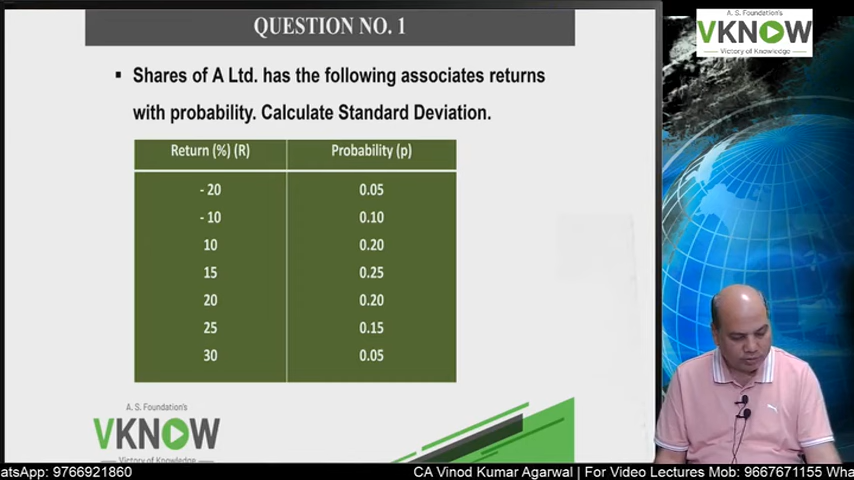 QUESTION NO. 1
A. S. Foundation's
VKNOW
Victory of Knowledge
▪ Shares of A Ltd. has the following associates returns
with probability. Calculate Standard Deviation.
Return (%) (R) Probability (p)
- 20 0.05
- 10 0.10
10 0.20
15 0.25
20 0.20
25 0.15
30 0.05
A. S. Foundation's
VKNOW
Victory of Knowledge
atsApp: 9766921860 CA Vinod Kumar Agarwal | For Video Lectures Mob: 9667671155 Wha